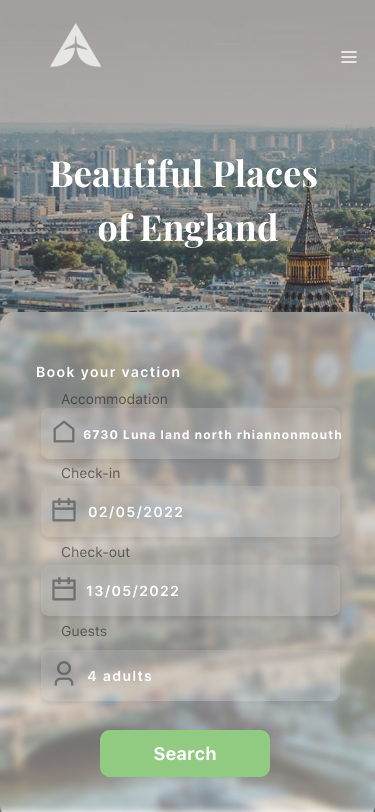 Beautiful Places
of England
Book your vaction
Accommodation
6730 Luna land north rhiannonmouth
Check-in
02/05/2022
Check-out
13/05/2022
Guests
4 adults
Search